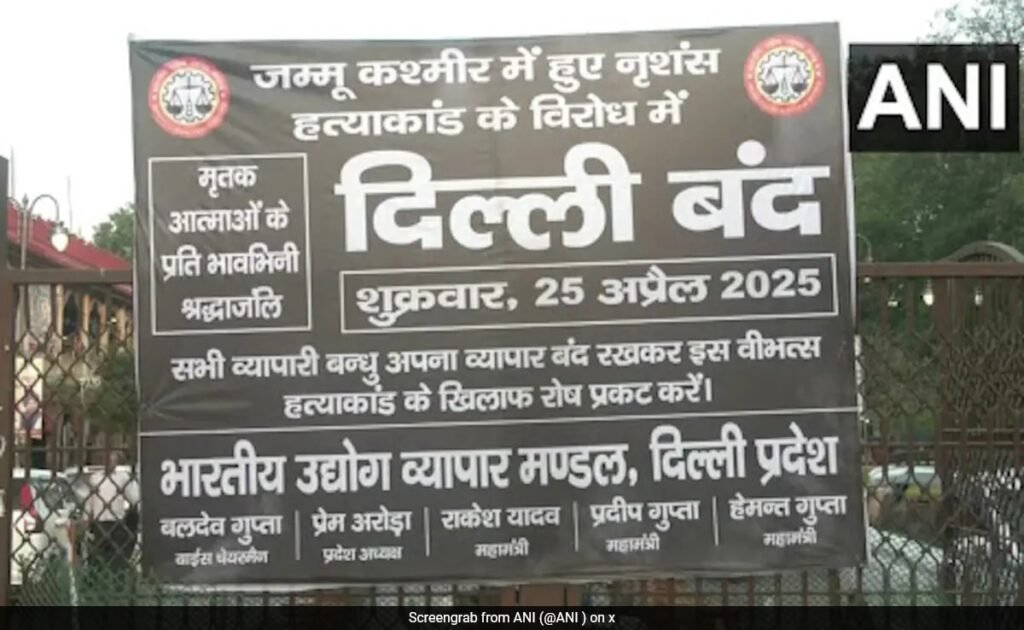 जम्मू कश्मीर में हुए नृशंस
हत्याकांड के विरोध में
ANI
मृतक
आत्माओं के
प्रति भावभिनी
श्रद्धाजंलि
दिल्ली बंद
शुक्रवार, 25 अप्रैल 2025
सभी व्यापारी बन्धु अपना व्यापार बंद रखकर इस वीभत्स
हत्याकांड के खिलाफ रोष प्रकट करें।
भारतीय उद्योग व्यापार मण्डल, दिल्ली प्रदेश
बलदेव गुप्ता
वाईस चेयरमैन
प्रेम अरोड़ा
प्रदेश अध्यक्ष
राकेश यादव
महामंत्री
प्रदीप गुप्ता
महामंत्री
हेमन्त गुप्ता
महामंत्री
Screengrab from ANI (@ANI ) on x